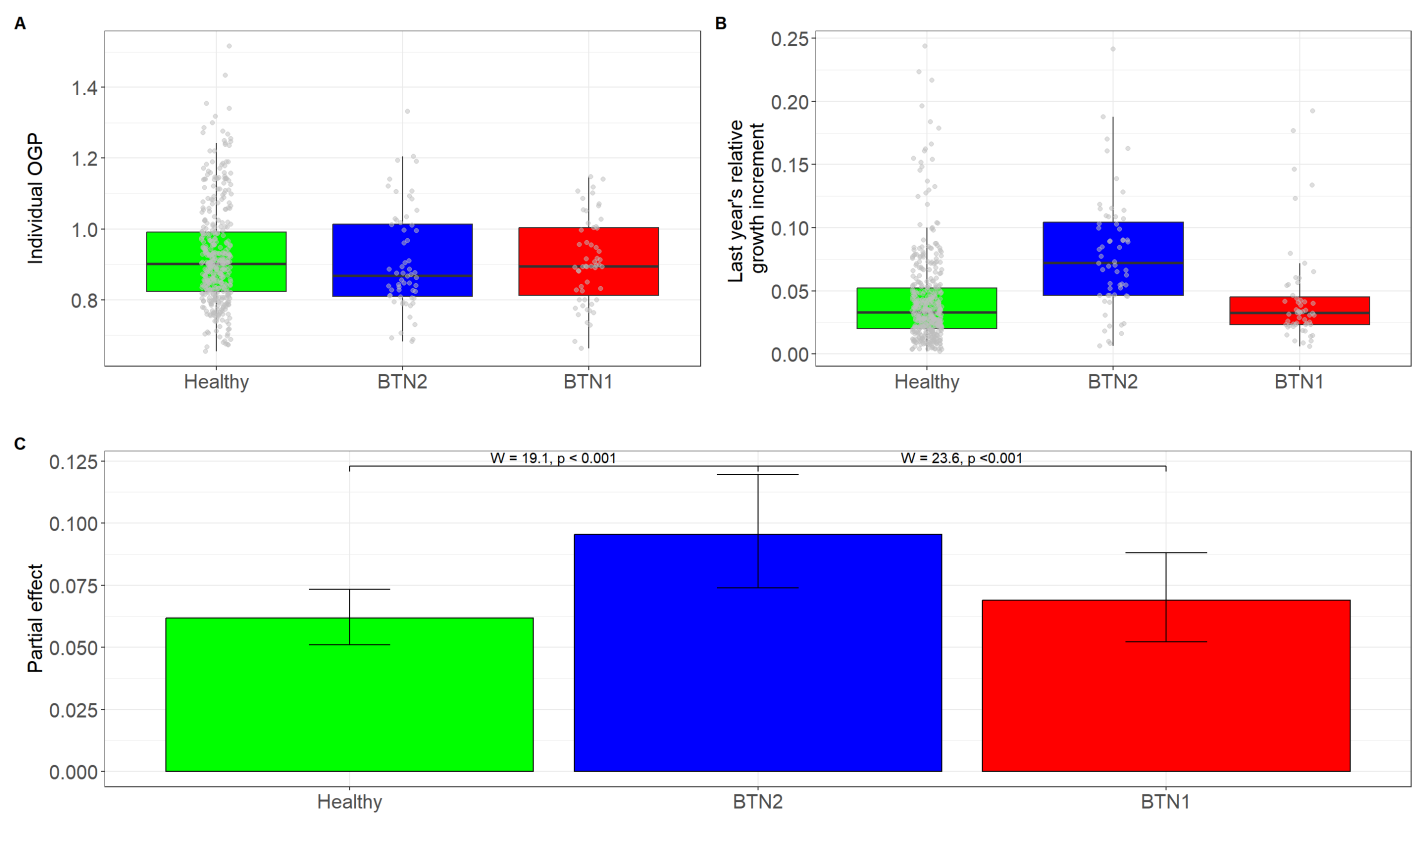 A
Individual OGP
1.4
1.2
1.0
0.8
Healthy
BTN2
BTN1
B
Last year's relative
growth increment
0.25
0.20
0.15
0.10
0.05
0.00
Healthy
BTN2
BTN1
C
Partial effect
0.125
0.100
0.075
0.050
0.025
0.000
W = 19.1, p < 0.001
W = 23.6, p <0.001
Healthy
BTN2
BTN1